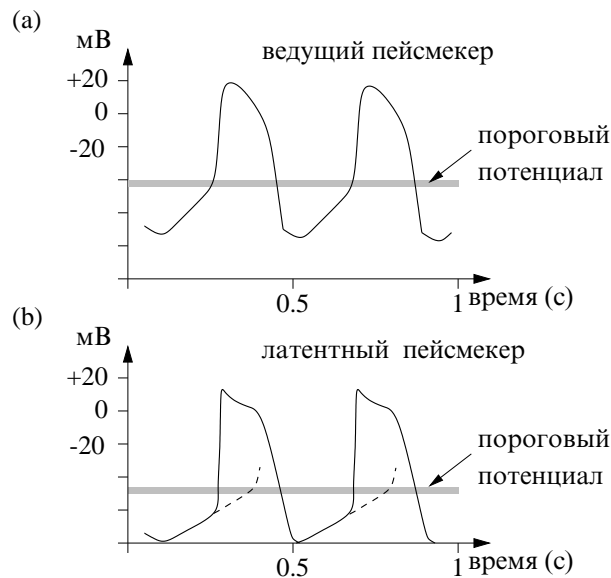 (a)
мВ
ведущий пейсмекер
+20
0
-20
пороговый
потенциал
0.5
1
время (с)
(b)
мВ
латентный пейсмекер
+20
0
-20
пороговый
потенциал
0.5
1
время (с)